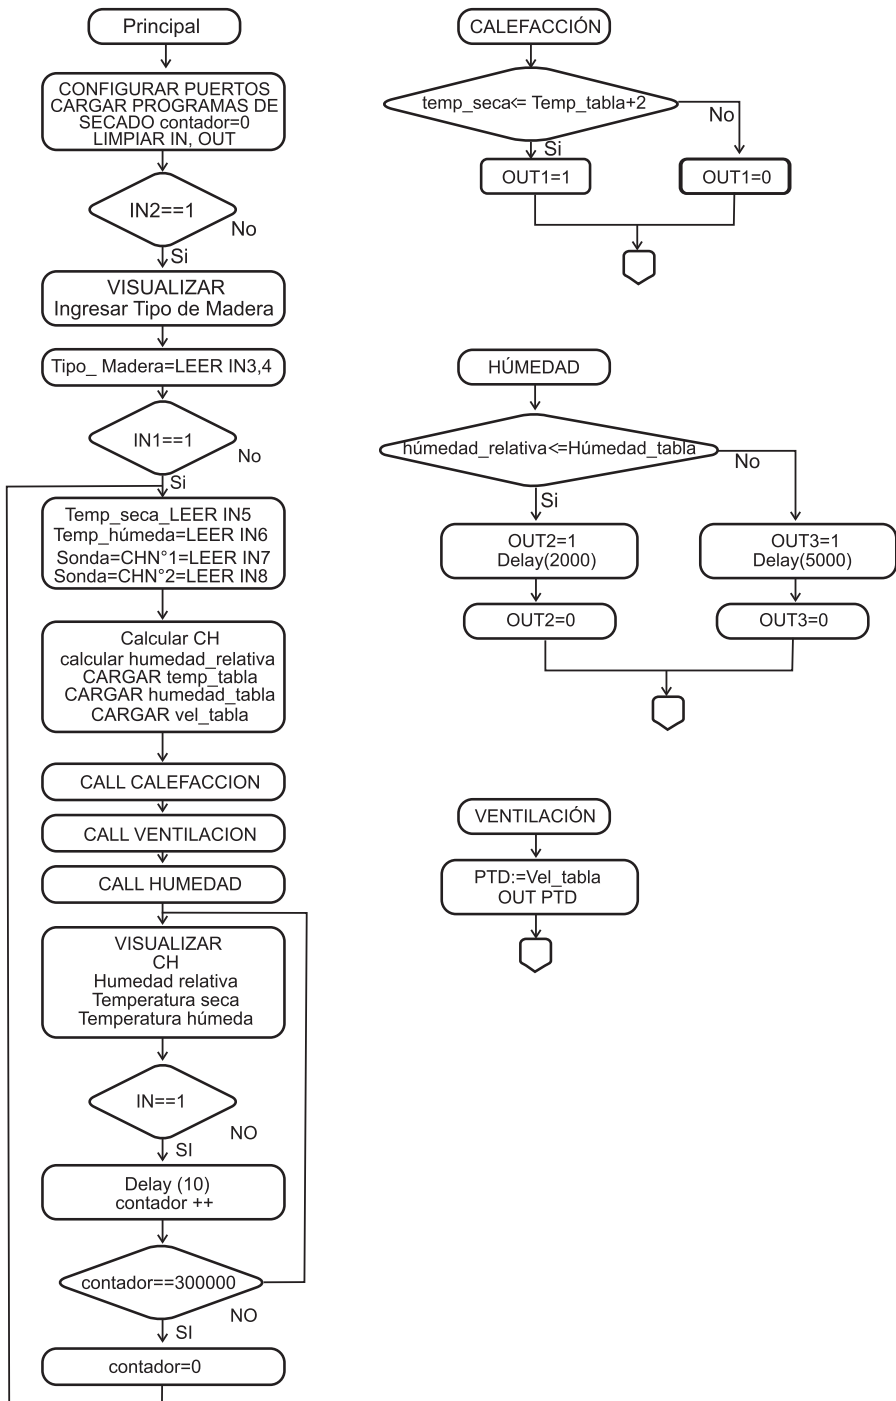 Principal
CONFIGURAR PUERTOS
CARGAR PROGRAMAS DE
SECADO contador=0
LIMPIAR IN, OUT
IN2==1
No
Si
VISUALIZAR
Ingresar Tipo de Madera
Tipo_ Madera=LEER IN3,4
IN1==1
No
Si
Temp_seca_LEER IN5
Temp_húmeda=LEER IN6
Sonda=CHN°1=LEER IN7
Sonda=CHN°2=LEER IN8
Calcular CH
calcular humedad_relativa
CARGAR temp_tabla
CARGAR humedad_tabla
CARGAR vel_tabla
CALL CALEFACCION
CALL VENTILACION
CALL HUMEDAD
VISUALIZAR
CH
Humedad relativa
Temperatura seca
Temperatura húmeda
IN==1
NO
SI
Delay (10)
contador ++
contador==300000
NO
SI
contador=0
CALEFACCIÓN
temp_seca<= Temp_tabla+2
No
Si
OUT1=1
OUT1=0
HÚMEDAD
húmedad_relativa<=Húmedad_tabla
No
Si
OUT2=1
Delay(2000)
OUT3=1
Delay(5000)
OUT2=0
OUT3=0
VENTILACIÓN
PTD:=Vel_tabla
OUT PTD